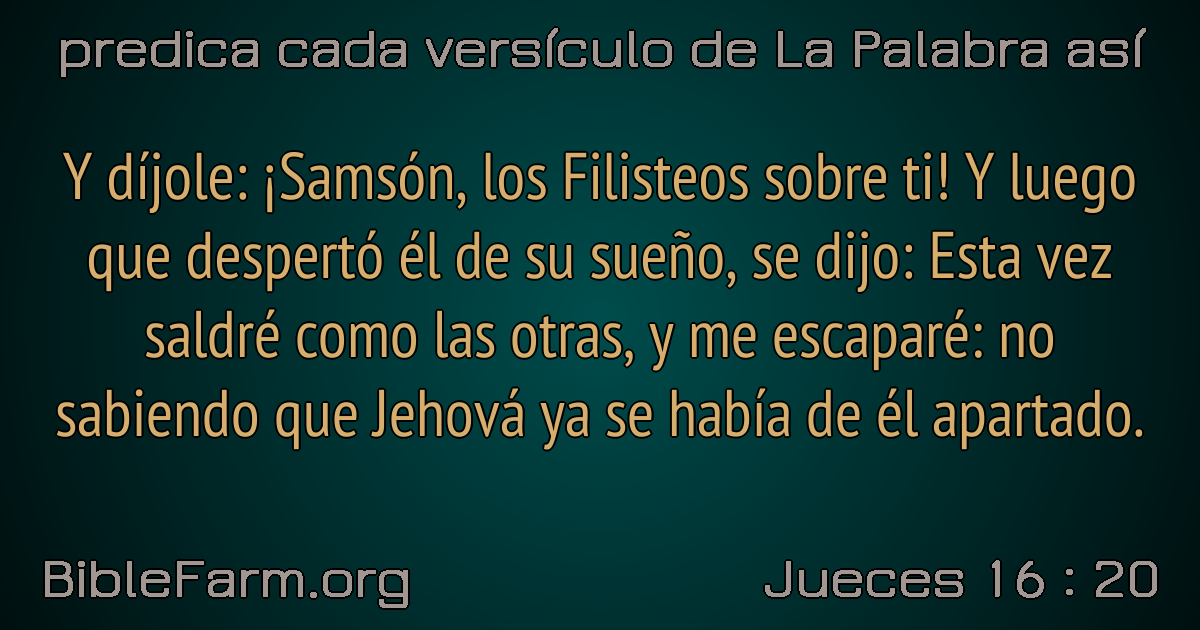 predica cada versículo de La Palabra así
Y díjole: ¡Samsón, los Filisteos sobre ti! Y luego
que despertó él de su sueño, se dijo: Esta vez
saldré como las otras, y me escaparé: no
sabiendo que Jehová ya se había de él apartado.
BibleFarm.org
Jueces 16 : 20